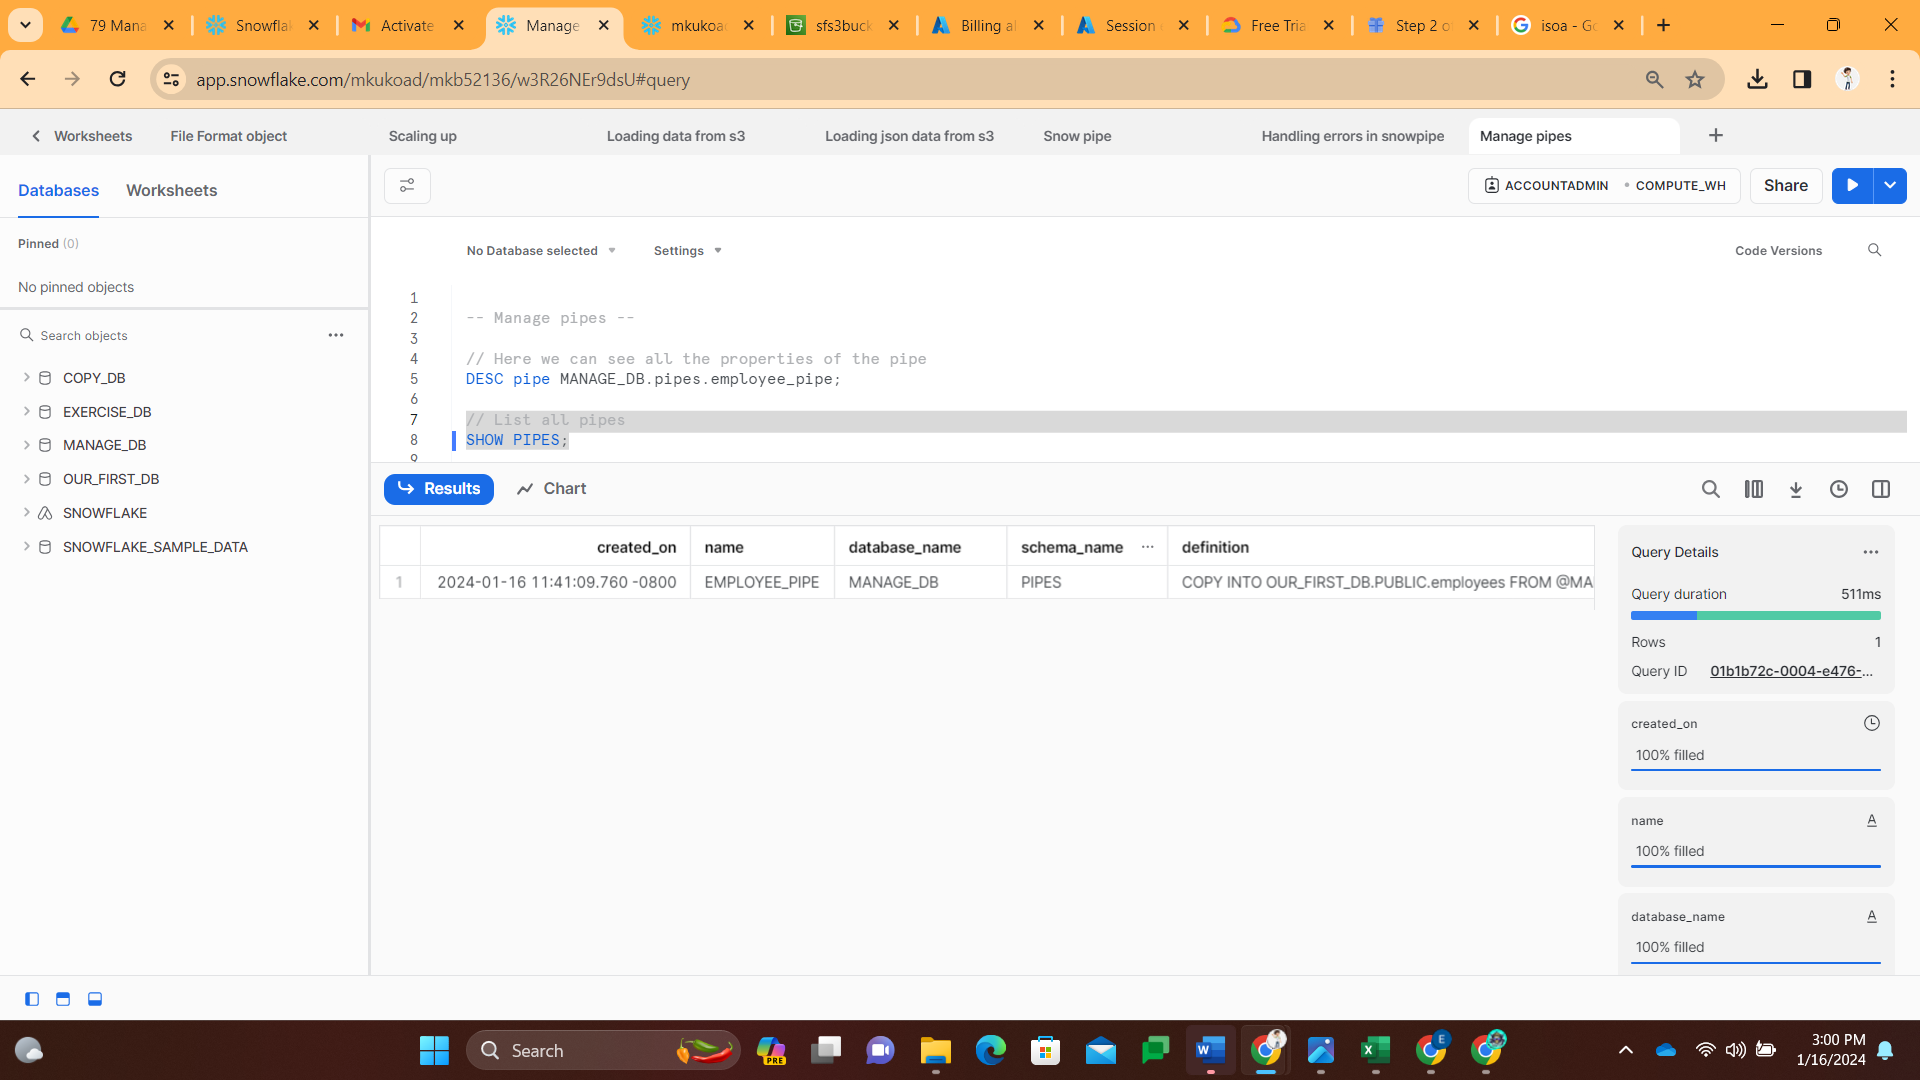 79 Mana
Snowfla
Activate
Manage
mkukoa
sfs3buck
Billing al
Session
Free Tria
Step 2 o
isoa - Go
app.snowflake.com/mkukoad/mkb52136/w3R26NEr9dsU#query
Worksheets
File Format object
Scaling up
Loading data from s3
Loading json data from s3
Snow pipe
Handling errors in snowpipe
Manage pipes
Databases
Worksheets
ACCOUNTADMIN
COMPUTE_WH
Share
Pinned (0)
No pinned objects
No Database selected
Settings
Code Versions
Search objects
COPY_DB
EXERCISE_DB
MANAGE_DB
OUR_FIRST_DB
SNOWFLAKE
SNOWFLAKE_SAMPLE_DATA
1
2 -- Manage pipes --
3
4 // Here we can see all the properties of the pipe
5 DESC pipe MANAGE_DB.pipes.employee_pipe;
6
7 // List all pipes
8 SHOW PIPES;
9
Results
Chart
created_on name database_name schema_name definition
1 2024-01-16 11:41:09.760 -0800 EMPLOYEE_PIPE MANAGE_DB PIPES COPY INTO OUR_FIRST_DB.PUBLIC.employees FROM @MA
Query Details
Query duration 511ms
Rows 1
Query ID 01b1b72c-0004-e476-...
created_on
100% filled
name
A
100% filled
database_name
A
100% filled
Search
PRE
E
3:00 PM
1/16/2024